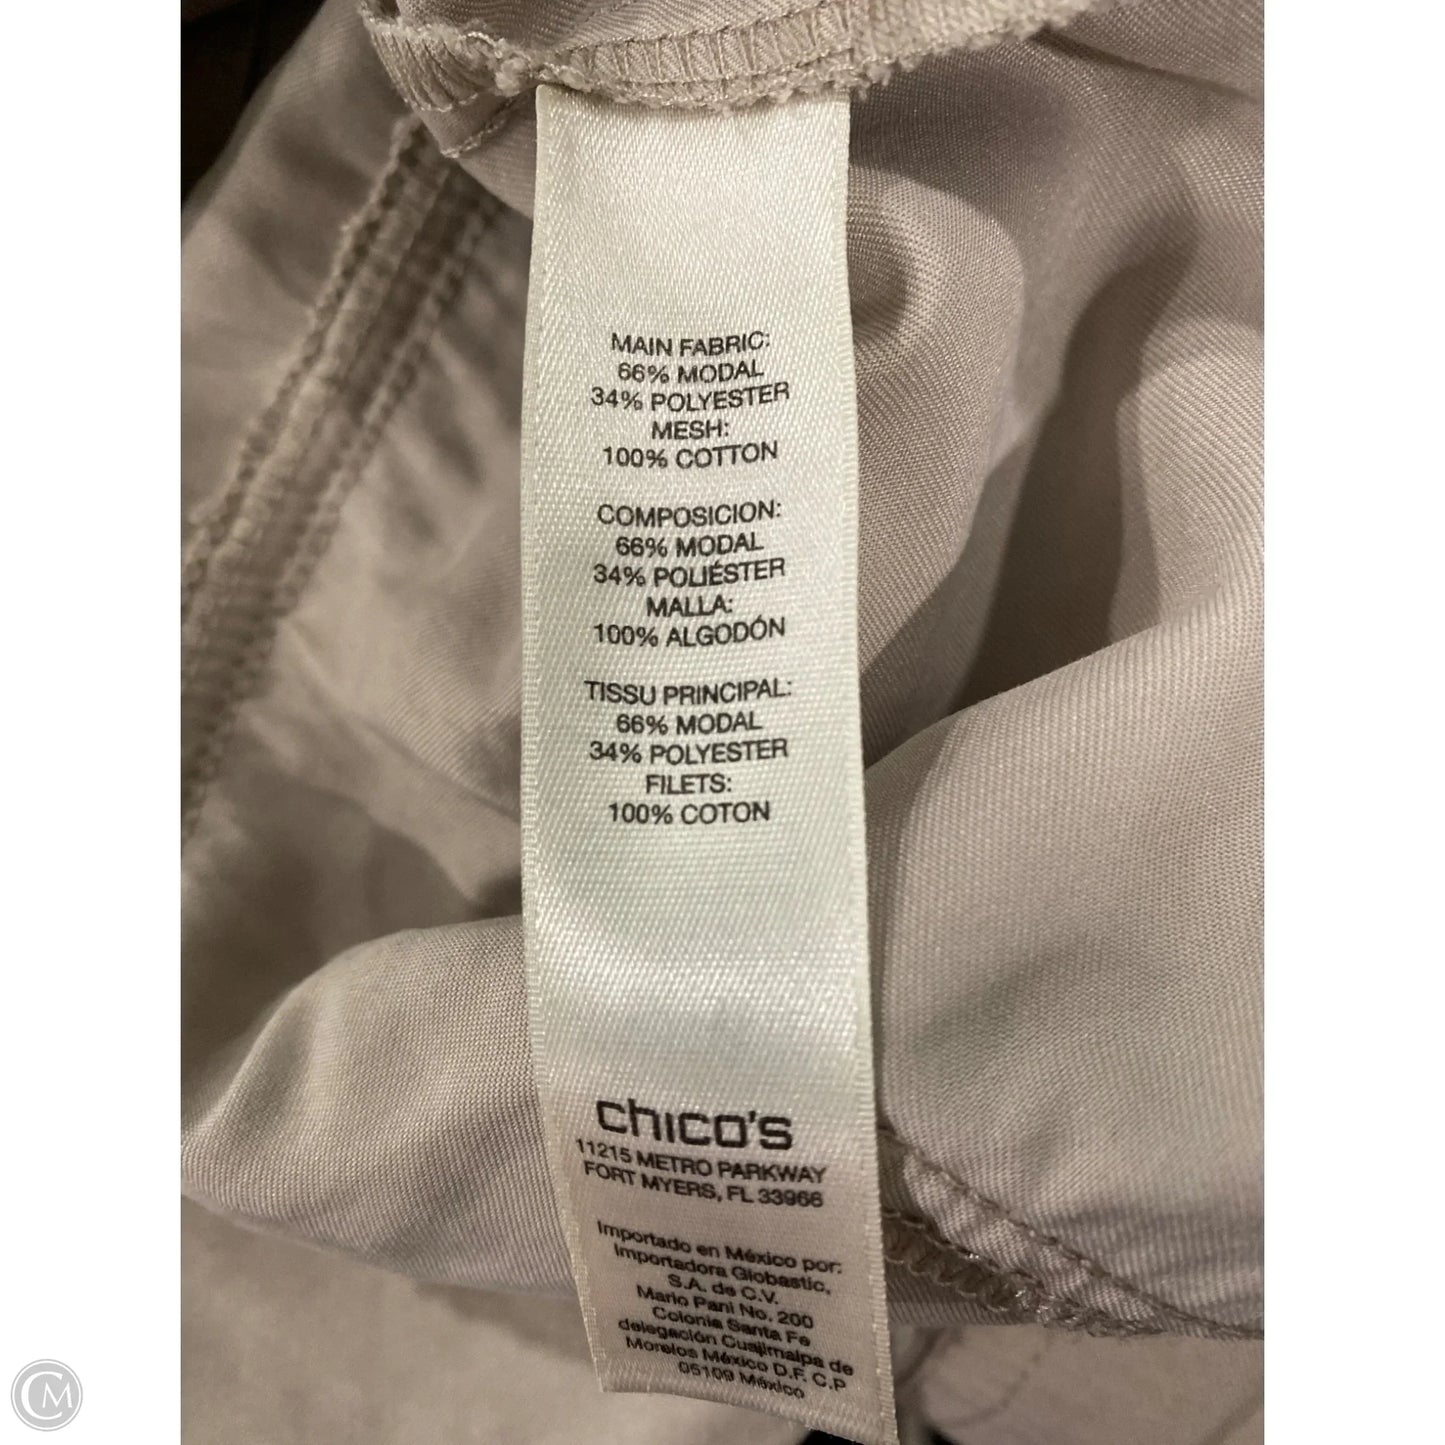 MAIN FABRIC:
66% MODAL
34% POLYESTER
MESH:
100% COTTON
COMPOSICION:
66% MODAL
34% POLIÉSTER
MALLA:
100% ALGODÓN
TISSU PRINCIPAL:
66% MODAL
34% POLYESTER
FILETS:
100% COTON
chico's
11215 METRO PARKWAY
FORT MYERS, FL 33966
Importado en México por:
Importadora Globastic,
S.A. de C.V.
Mario Pani No. 200
Colonia Santa Fe
delegación Cuajimalpa de
Morelos México D.F. C.P
05109 México
CM